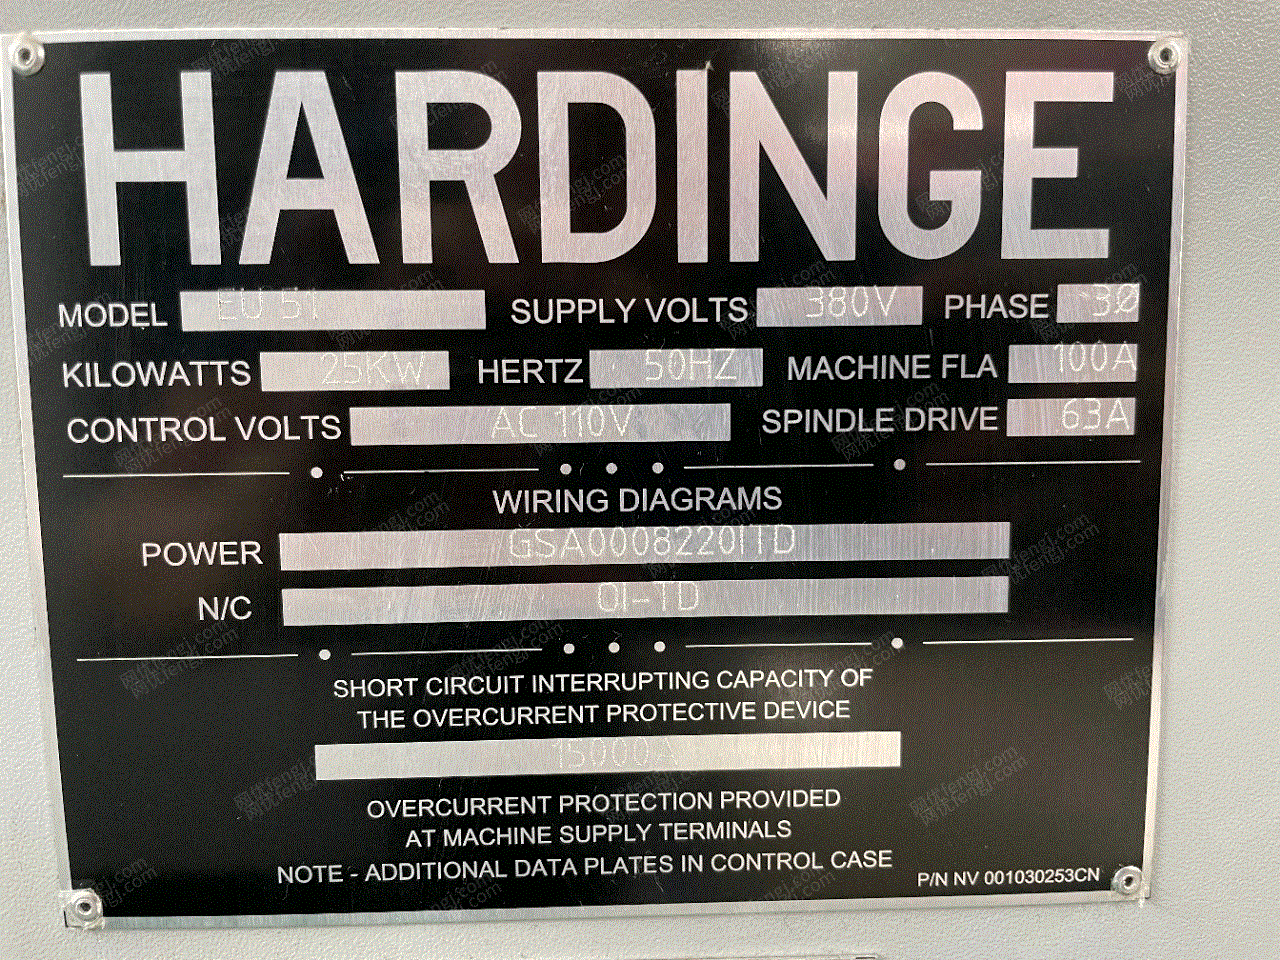 HARDINGE
MODEL EU 51 SUPPLY VOLTS 380V PHASE 3Ø
KILOWATTS 25KW HERTZ 50HZ MACHINE FLA 100A
CONTROL VOLTS AC 110V SPINDLE DRIVE 63A
WIRING DIAGRAMS
POWER GSA0008220ITD
N/C OI-TD
SHORT CIRCUIT INTERRUPTING CAPACITY OF
THE OVERCURRENT PROTECTIVE DEVICE
15000A
OVERCURRENT PROTECTION PROVIDED
AT MACHINE SUPPLY TERMINALS
NOTE - ADDITIONAL DATA PLATES IN CONTROL CASE
P/N NV 001030253CN